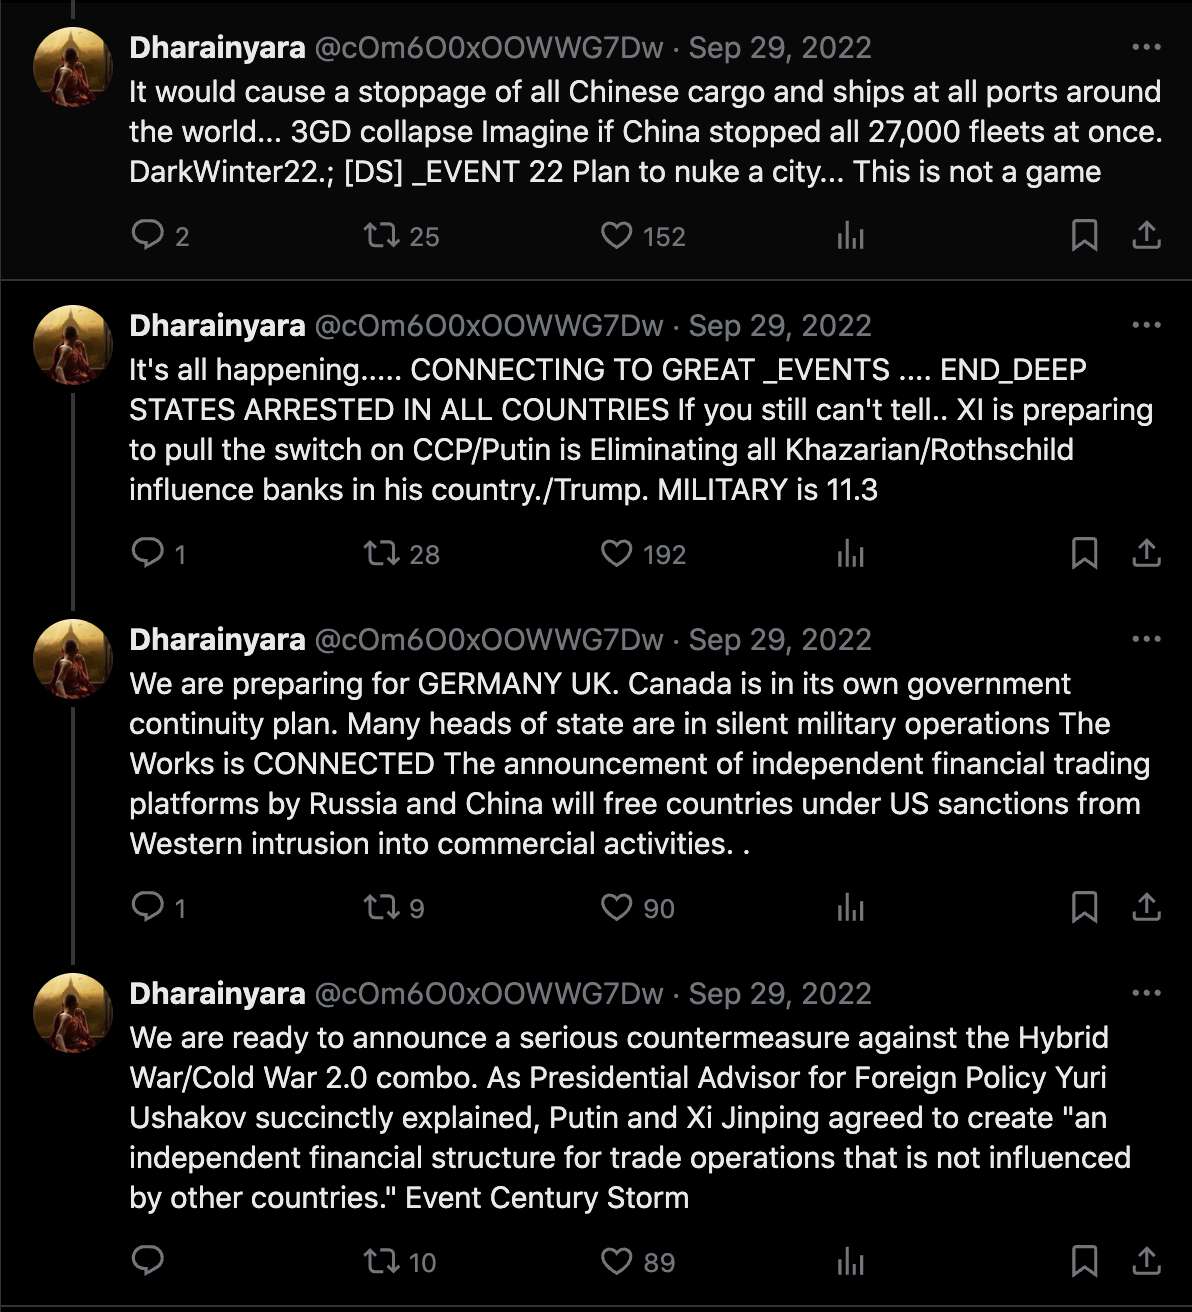 Dharainyara @cOm6O0xOOWWG7Dw · Sep 29, 2022
It would cause a stoppage of all Chinese cargo and ships at all ports around
the world... 3GD collapse Imagine if China stopped all 27,000 fleets at once.
DarkWinter22.; [DS] _EVENT 22 Plan to nuke a city... This is not a game
2 25 152
Dharainyara @cOm6O0xOOWWG7Dw · Sep 29, 2022
It's all happening..... CONNECTING TO GREAT _EVENTS .... END_DEEP
STATES ARRESTED IN ALL COUNTRIES If you still can't tell.. XI is preparing
to pull the switch on CCP/Putin is Eliminating all Khazarian/Rothschild
influence banks in his country./Trump. MILITARY is 11.3
1 28 192
Dharainyara @cOm6O0xOOWWG7Dw · Sep 29, 2022
We are preparing for GERMANY UK. Canada is in its own government
continuity plan. Many heads of state are in silent military operations The
Works is CONNECTED The announcement of independent financial trading
platforms by Russia and China will free countries under US sanctions from
Western intrusion into commercial activities. .
1 9 90
Dharainyara @cOm6O0xOOWWG7Dw · Sep 29, 2022
We are ready to announce a serious countermeasure against the Hybrid
War/Cold War 2.0 combo. As Presidential Advisor for Foreign Policy Yuri
Ushakov succinctly explained, Putin and Xi Jinping agreed to create "an
independent financial structure for trade operations that is not influenced
by other countries." Event Century Storm
10 89